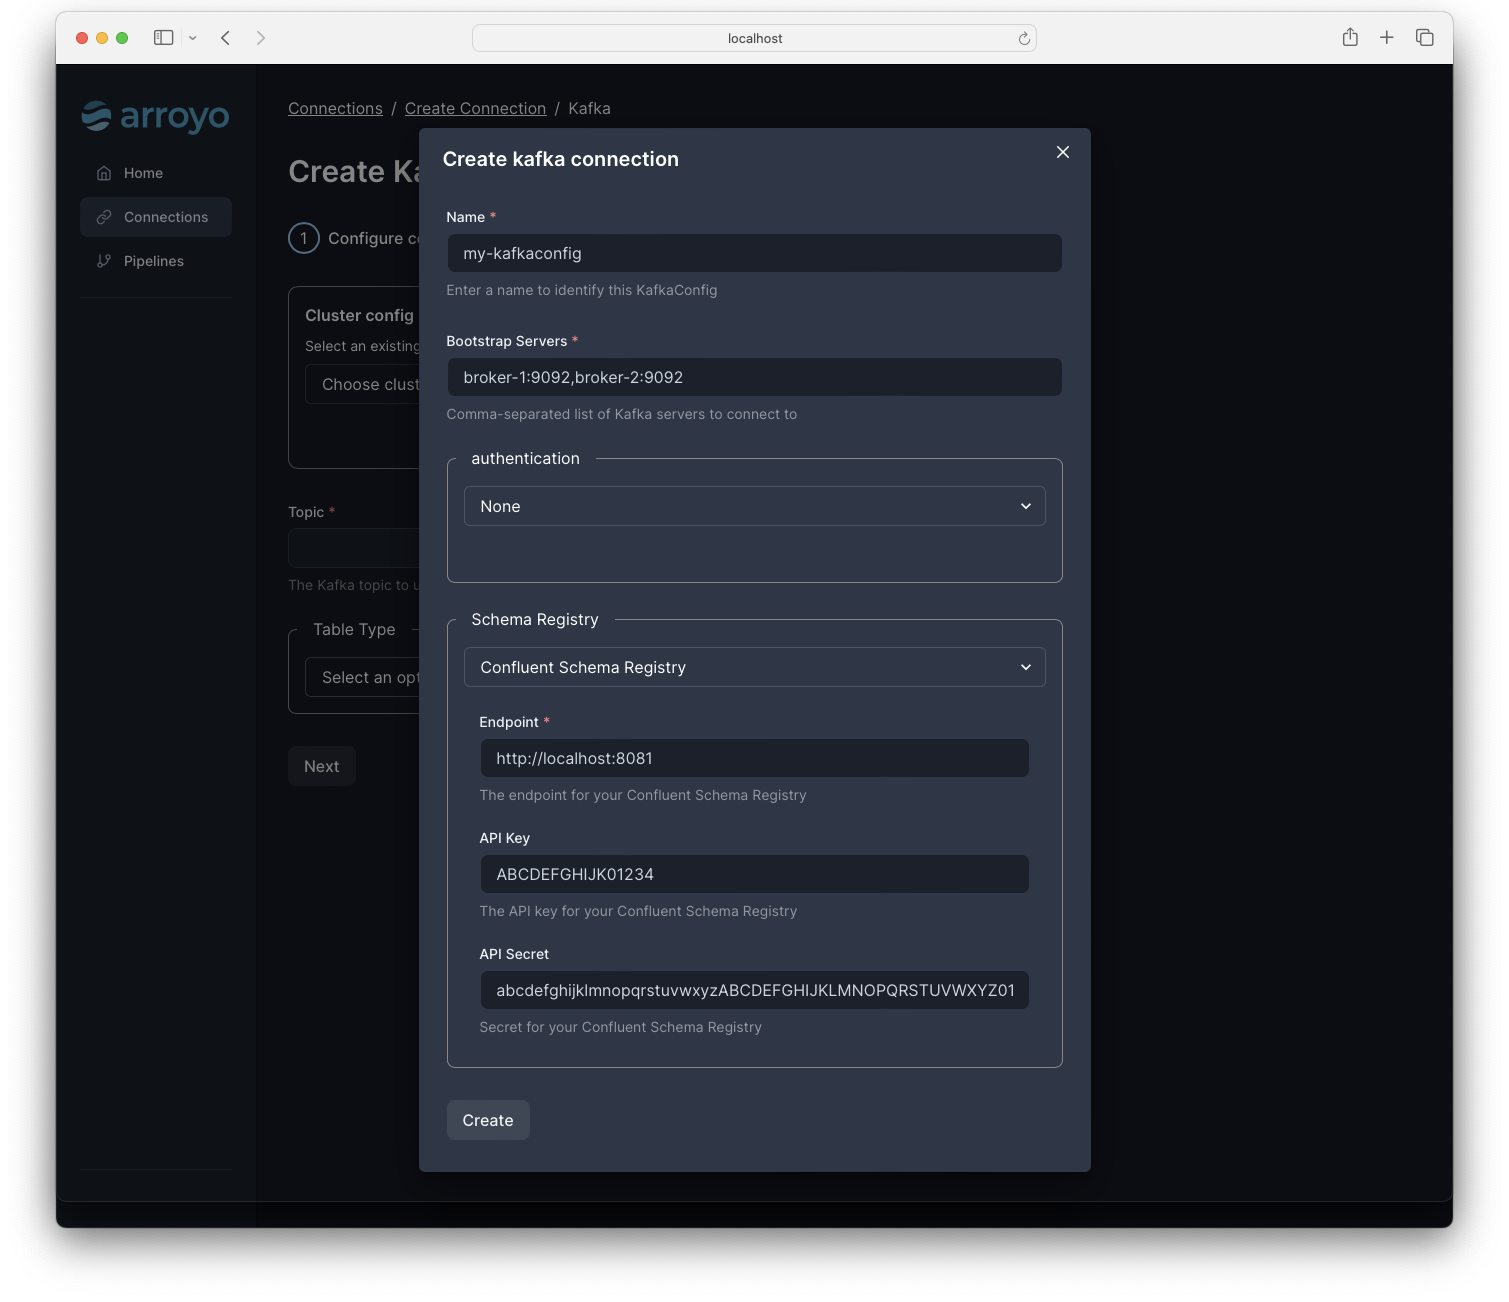 localhost
arroyo
Home
Connections
Pipelines
Connections / Create Connection / Kafka
Create Ka
1 Configure co
Cluster config
Select an existing
Choose clust
Topic *
The Kafka topic to u
Table Type
Select an opt
Next
Create kafka connection
Name *
my-kafkaconfig
Enter a name to identify this KafkaConfig
Bootstrap Servers *
broker-1:9092,broker-2:9092
Comma-separated list of Kafka servers to connect to
authentication
None
Schema Registry
Confluent Schema Registry
Endpoint *
http://localhost:8081
The endpoint for your Confluent Schema Registry
API Key
ABCDEFGHIJK01234
The API key for your Confluent Schema Registry
API Secret
abcdefghijklmnopqrstuvwxyzABCDEFGHIJKLMNOPQRSTUVWXYZ01
Secret for your Confluent Schema Registry
Create